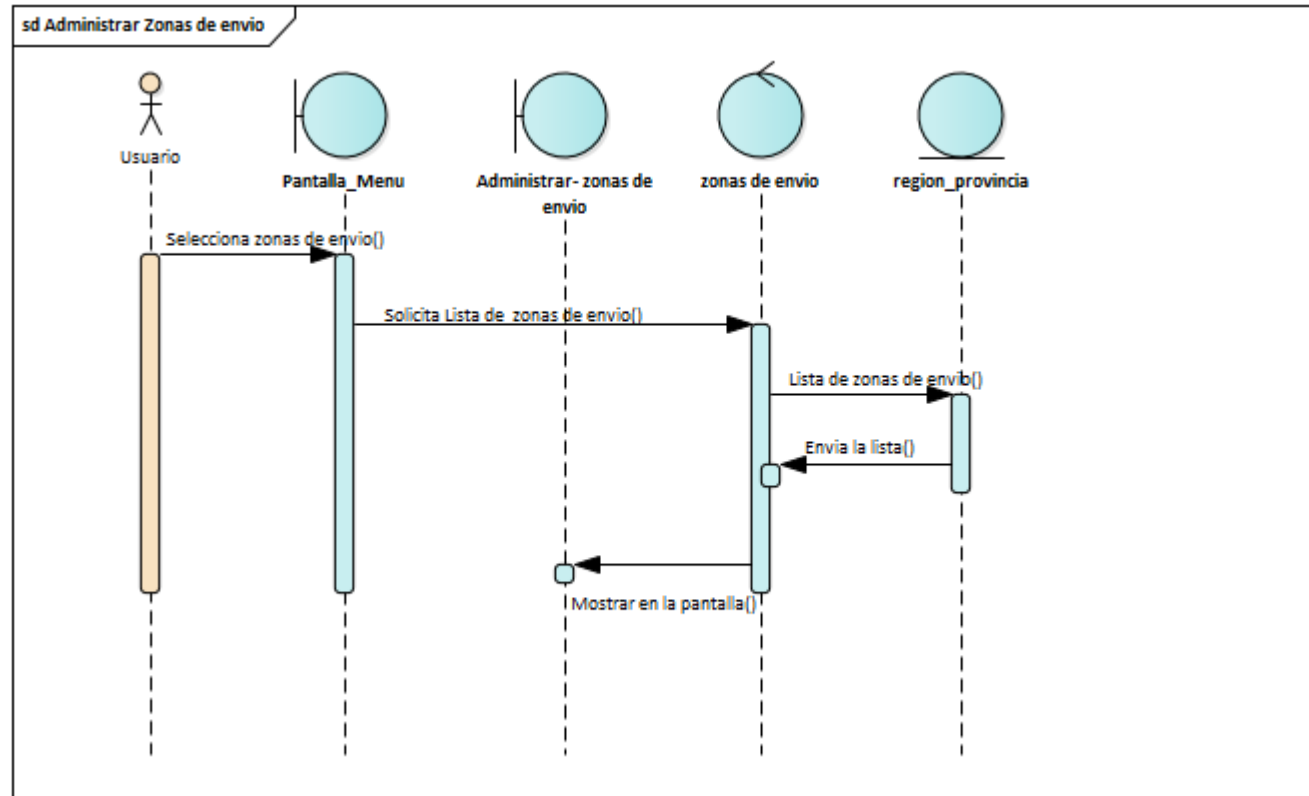 sd Administrar Zonas de envio
Usuario
Pantalla_Menu
Administrar- zonas de
envio
zonas de envio
region_provincia
Selecciona zonas de envio()
Solicita Lista de  zonas de envio()
Lista de zonas de envio()
Envia la lista()
Mostrar en la pantalla()